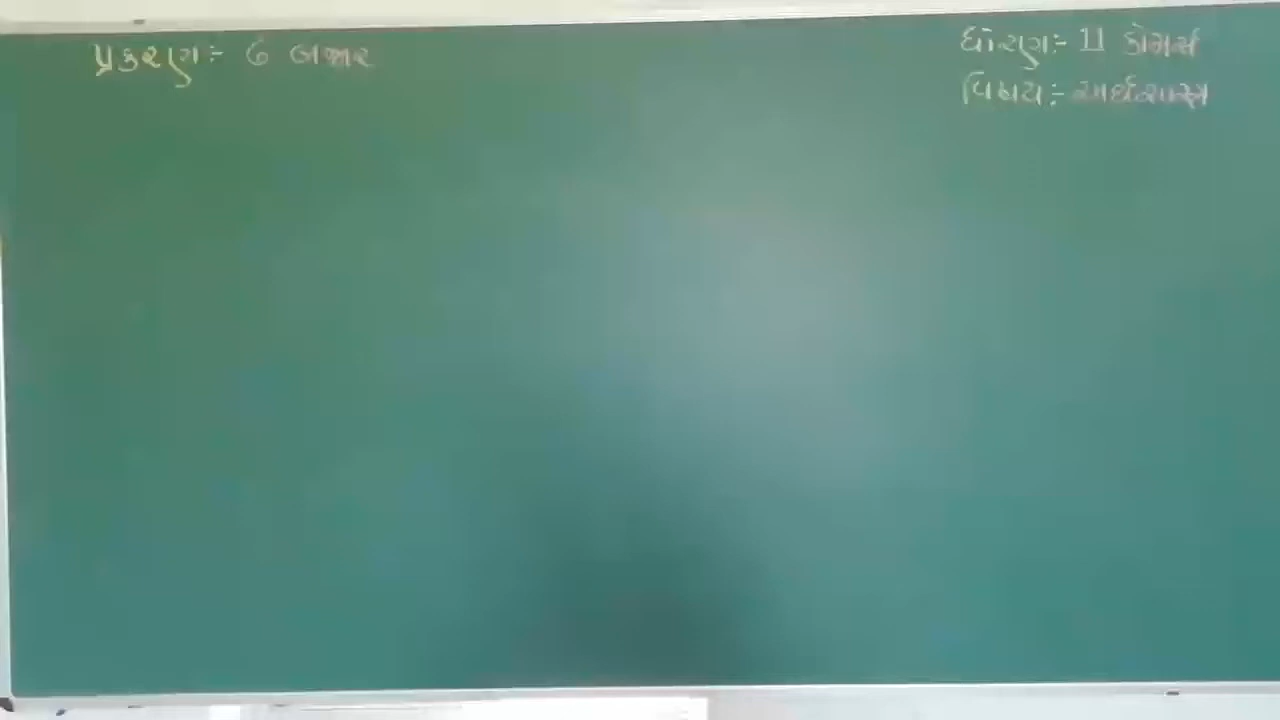 પ્રકરણ:- 6 બજાર
ધોરણ:- 11 કોમર્સ
વિષય:- અર્થશાસ્ત્ર